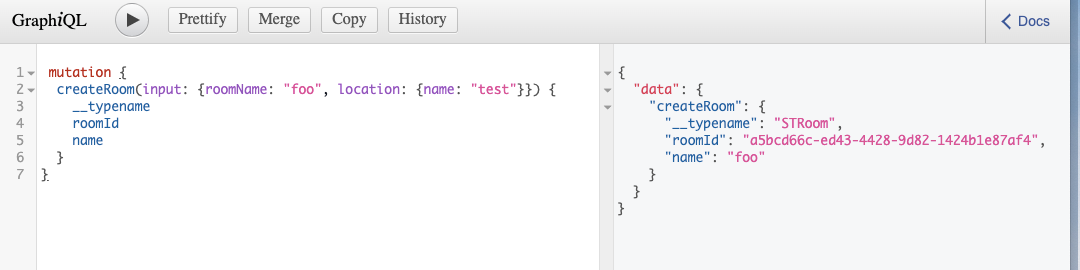 GraphiQL Prettify Merge Copy History Docs
1 mutation {
2 createRoom(input: {roomName: "foo", location: {name: "test"}}) {
3 __typename
4 roomId
5 name
6 }
7 }
{
"data": {
"createRoom": {
"__typename": "STRoom",
"roomId": "a5bcd66c-ed43-4428-9d82-1424b1e87af4",
"name": "foo"
}
}
}